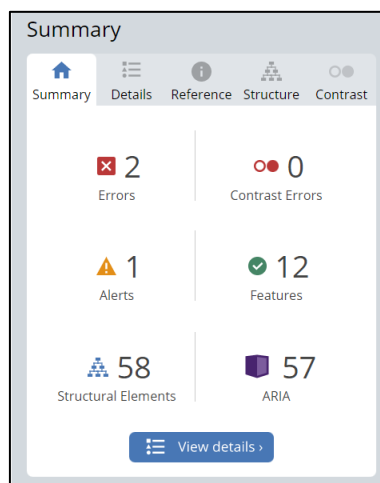 Summary
Summary Details Reference Structure Contrast
2 0
Errors Contrast Errors
1 12
Alerts Features
58 57
Structural Elements ARIA
View details ›